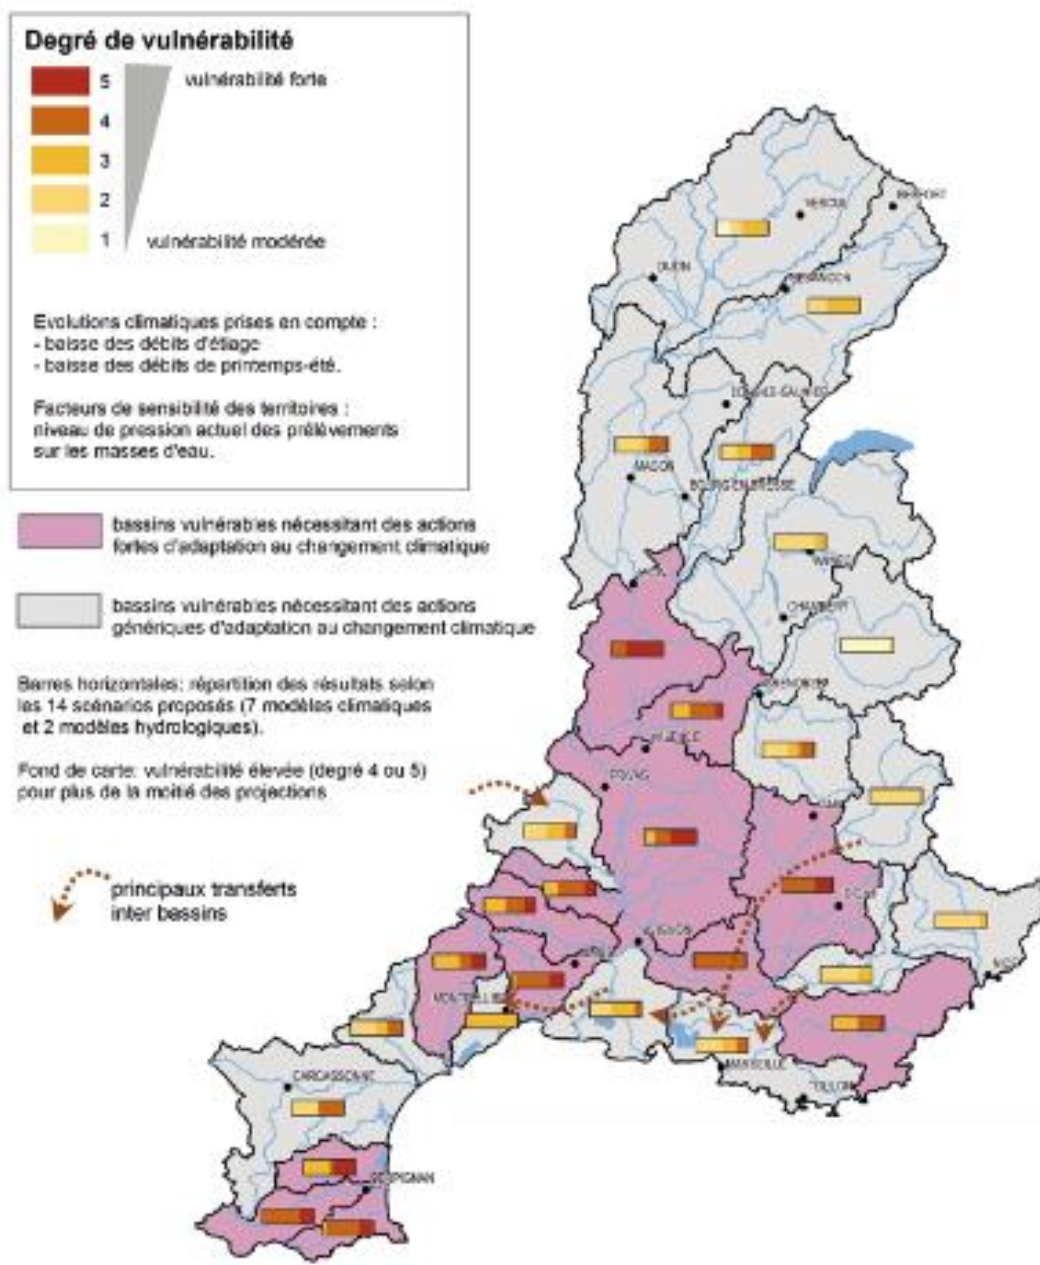 Degré de vulnérabilité
5
vulnérabilité forte
4
3
2
1
vulnérabilité modérée
Evolutions climatiques prises en compte :
- baisse des débits d'étiage
- baisse des débits de printemps-été.
Facteurs de sensibilité des territoires :
niveau de pression actuel des prélèvements
sur les masses d'eau.
bassins vulnérables nécessitant des actions
fortes d'adaptation au changement climatique
bassins vulnérables nécessitant des actions
génériques d'adaptation au changement climatique
Barres horizontales: répartition des résultats selon
les 14 scénarios proposés (7 modèles climatiques
et 2 modèles hydrologiques).
Fond de carte: vulnérabilité élevée (degré 4 ou 5)
pour plus de la moitié des projections
principaux transferts
inter bassins
VESOUL
BELFORT
DIJON
BESANCON
LONS-LE-SAUNIER
MACON
BOURG-EN-BRESSE
CHAMBERY
PRIVAS
AVIGNON
MARSEILLE
TOULON
CARCASSONNE
PERPIGNAN